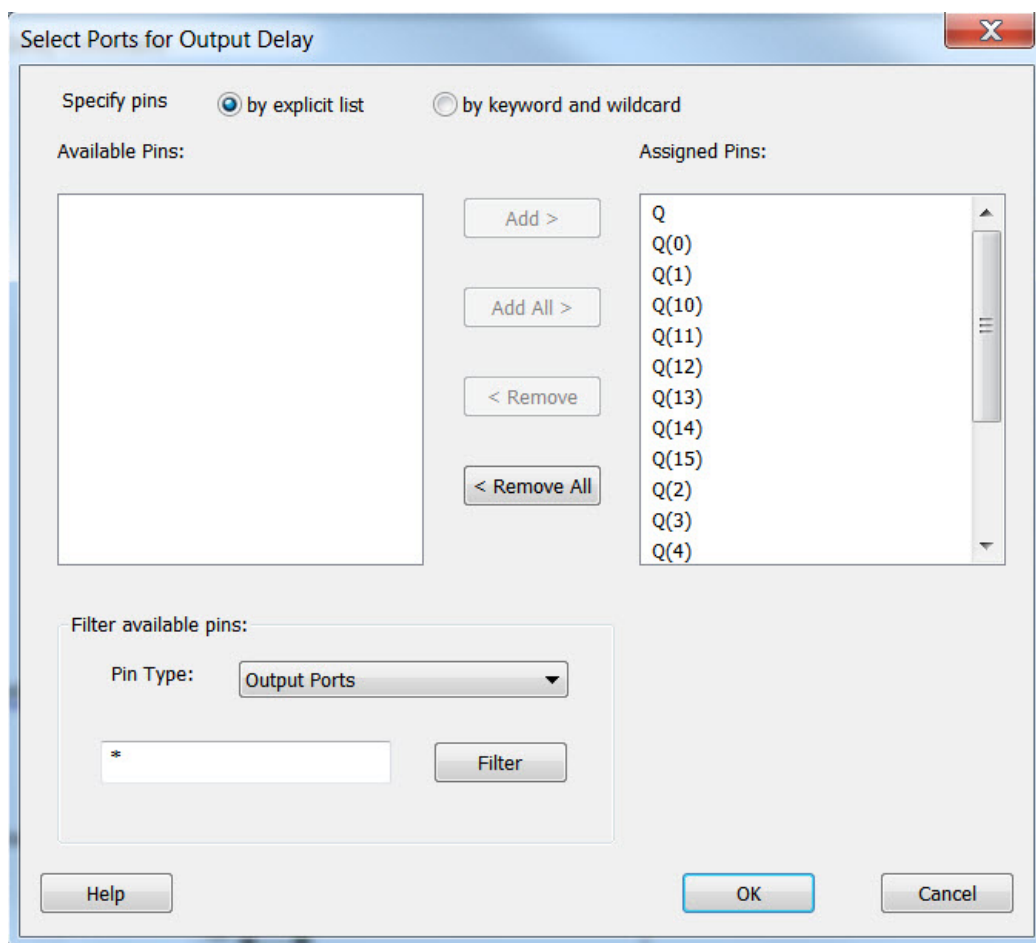 Select Ports for Output Delay
Specify pins
by explicit list
by keyword and wildcard
Available Pins:
Assigned Pins:
Add >
Add All >
< Remove
< Remove All
Q
Q(0)
Q(1)
Q(10)
Q(11)
Q(12)
Q(13)
Q(14)
Q(15)
Q(2)
Q(3)
Q(4)
Filter available pins:
Pin Type:
Output Ports
*
Filter
Help
OK
Cancel